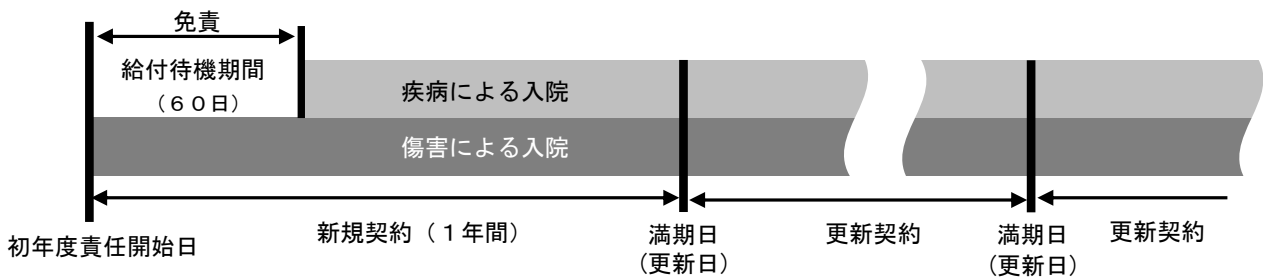 免責
給付待機期間
（６０日）
疾病による入院
傷害による入院
初年度責任開始日
新規契約（１年間）
満期日
（更新日）
更新契約
満期日
（更新日）
更新契約